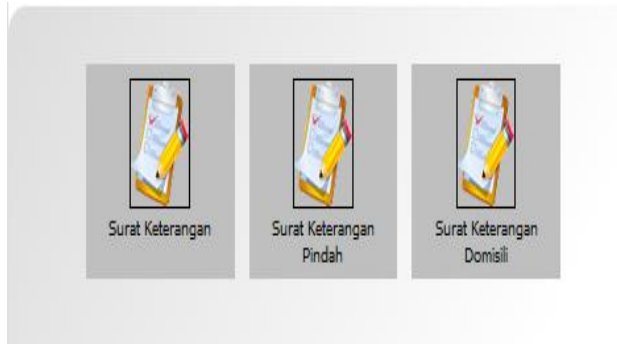 Surat Keterangan
Surat Keterangan
Pindah
Surat Keterangan
Domisili